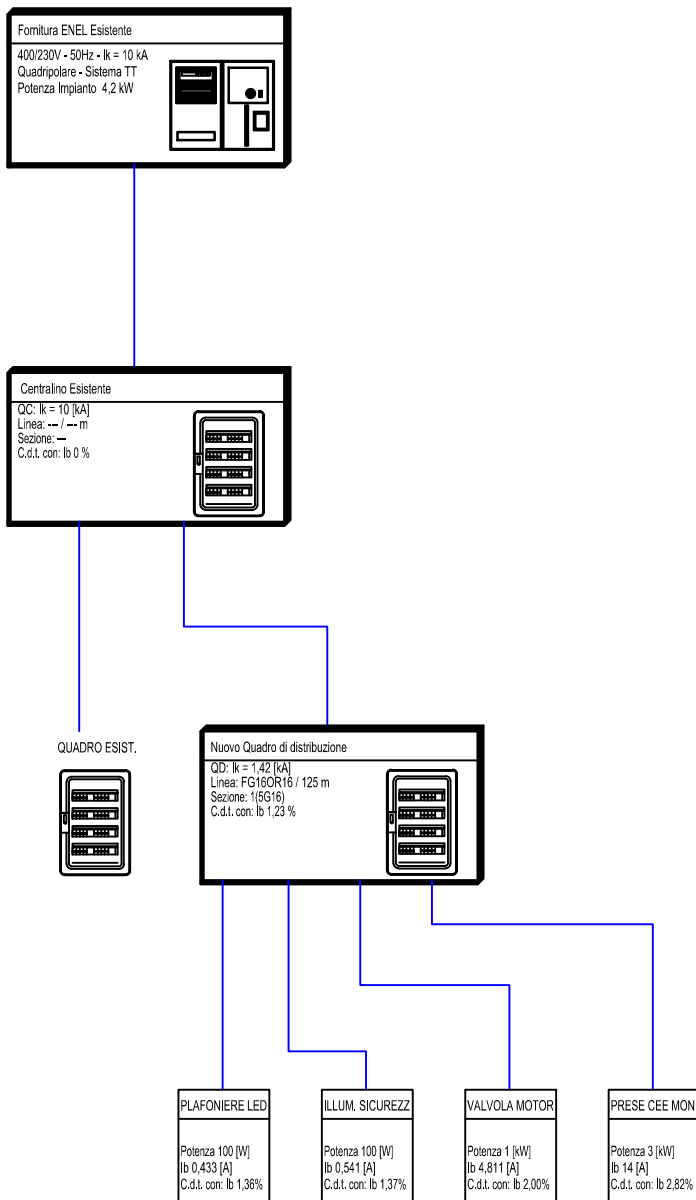 Fornitura ENEL Esistente
400/230V - 50Hz - Ik = 10 kA
Quadripolare - Sistema TT
Potenza Impianto 4,2 kW
Centralino Esistente
QC: Ik = 10 [kA]
Linea: --- / --- m
Sezione: ---
C.d.t. con: Ib 0 %
QUADRO ESIST.
Nuovo Quadro di distribuzione
QD: Ik = 1,42 [kA]
Linea: FG16OR16 / 125 m
Sezione: 1(5G16)
C.d.t. con: Ib 1,23 %
PLAFONIERE LED
Potenza 100 [W]
Ib 0,433 [A]
C.d.t. con: Ib 1,36%
ILLUM. SICUREZZ
Potenza 100 [W]
Ib 0,541 [A]
C.d.t. con: Ib 1,37%
VALVOLA MOTOR
Potenza 1 [kW]
Ib 4,811 [A]
C.d.t. con: Ib 2,00%
PRESE CEE MON
Potenza 3 [kW]
Ib 14 [A]
C.d.t. con: Ib 2,82%